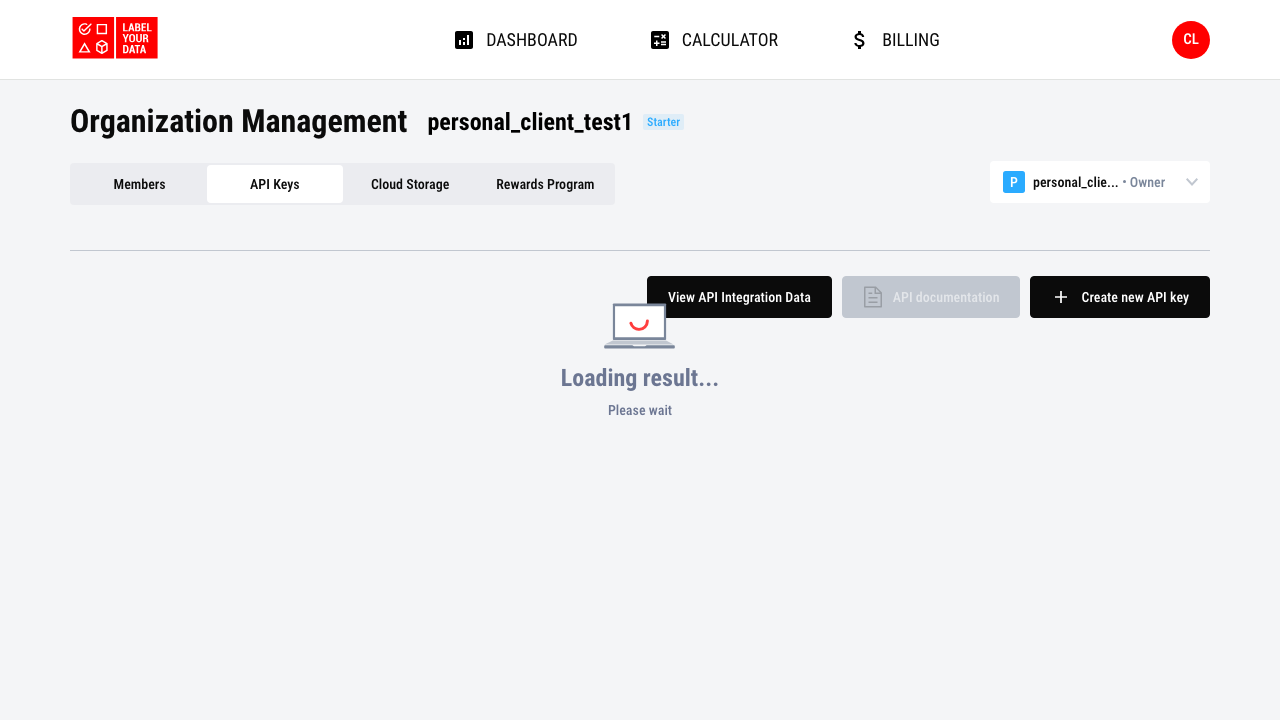 LABEL
YOUR
DATA
DASHBOARD
CALCULATOR
BILLING
CL
Organization Management
personal_client_test1
Starter
Members
API Keys
Cloud Storage
Rewards Program
P
personal_clie... • Owner
View API Integration Data
API documentation
Create new API key
Loading result...
Please wait